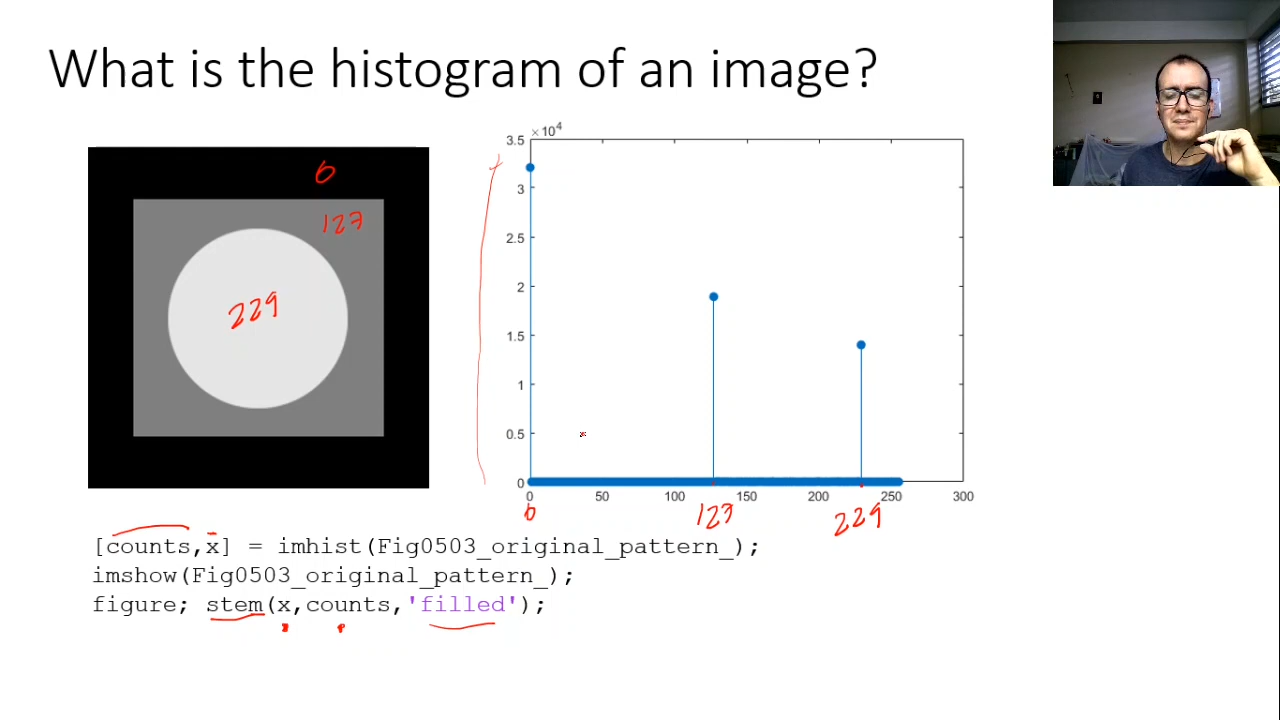 What is the histogram of an image?
0
127
229
×10⁴
3.5
3
2.5
2
1.5
1
0.5
0
0 50 100 150 200 250 300
0 127 229
[counts,x] = imhist(Fig0503_original_pattern_);
imshow(Fig0503_original_pattern_);
figure; stem(x,counts,'filled');